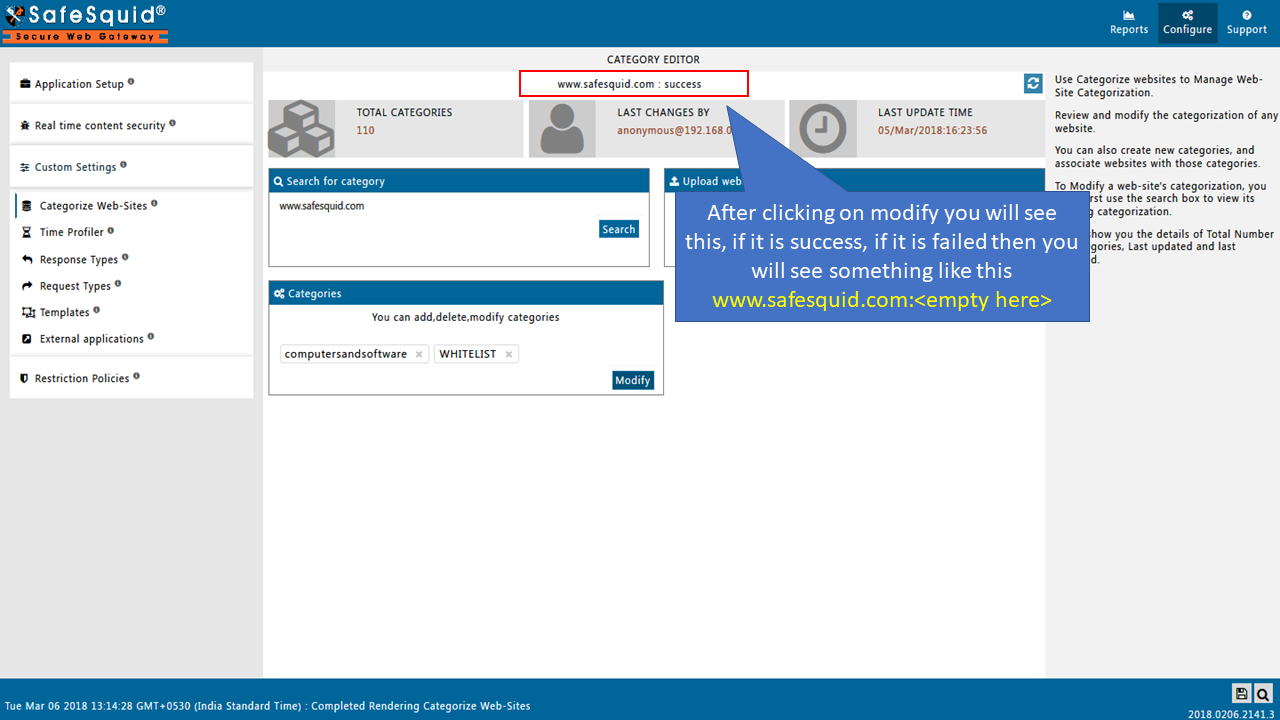 SafeSquid®
Secure Web Gateway
Reports
Configure
Support
Application Setup
Real time content security
Custom Settings
Categorize Web-Sites
Time Profiler
Response Types
Request Types
Templates
External applications
Restriction Policies
CATEGORY EDITOR
www.safesquid.com : success
TOTAL CATEGORIES
110
LAST CHANGES BY
anonymous@192.168.0
LAST UPDATE TIME
05/Mar/2018:16:23:56
Search for category
www.safesquid.com
Search
Upload web
Categories
You can add,delete,modify categories
computersandsoftware ×
WHITELIST ×
Modify
After clicking on modify you will see
this, if it is success, if it is failed then you
will see something like this
www.safesquid.com:<empty here>
Use Categorize websites to Manage Web-
Site Categorization.
Review and modify the categorization of any
website.
You can also create new categories, and
associate websites with those categories.
To Modify a web-site's categorization, you
first use the search box to view its
categorization.
show you the details of Total Number
Last updated and last
Tue Mar 06 2018 13:14:28 GMT+0530 (India Standard Time) : Completed Rendering Categorize Web-Sites
2018.0206.2141.3